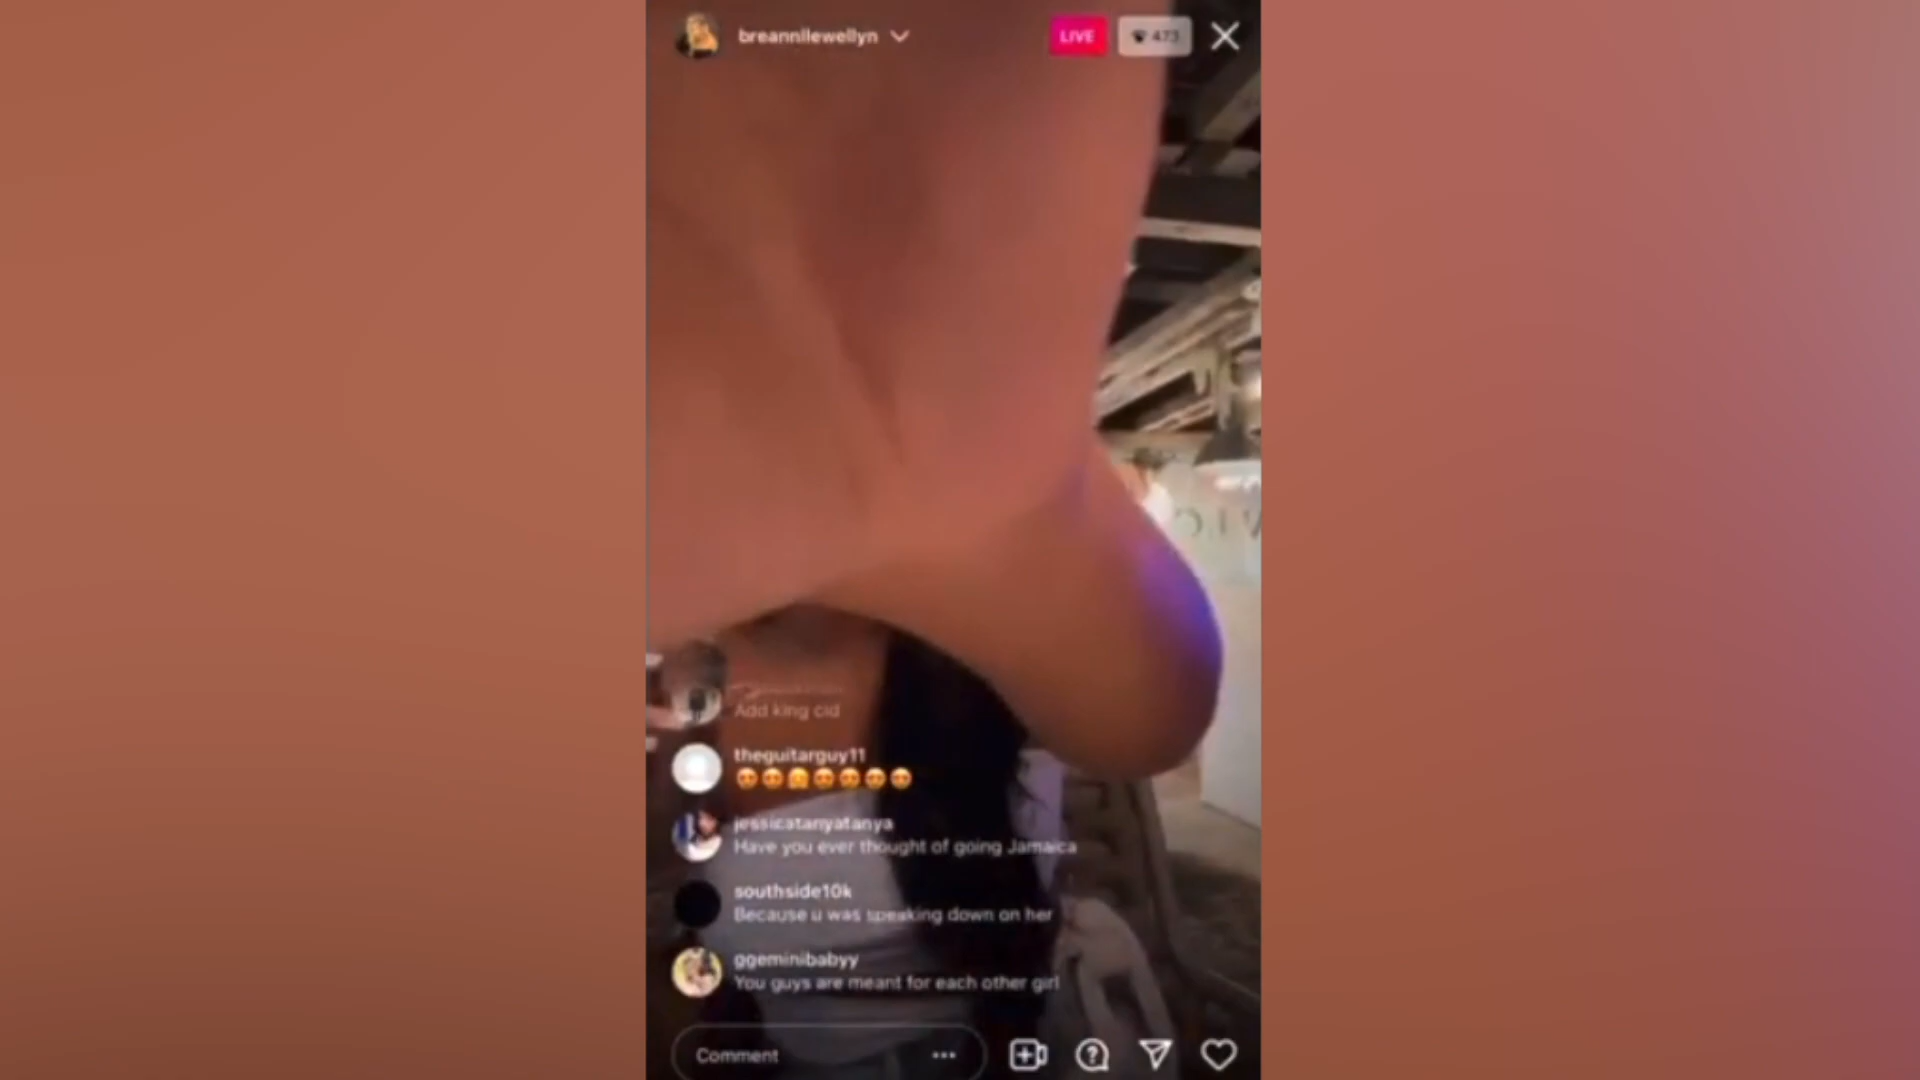 breannllewellyn
LIVE
473
Add king cid
theguitarguy11
😍😍😄😍😍😍😍
jessicatanyatanya
Have you ever thought of going Jamaica
southside10k
Because u was speaking down on her
ggeminibabyy
You guys are meant for each other girl
Comment